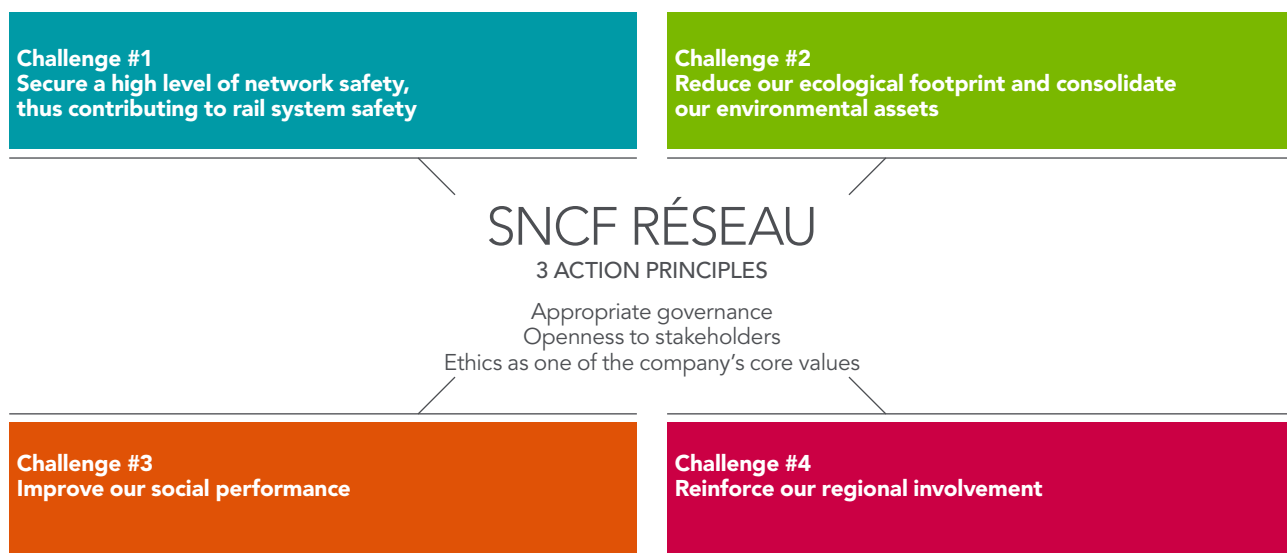 Challenge #1
Secure a high level of network safety,
thus contributing to rail system safety
Challenge #2
Reduce our ecological footprint and consolidate
our environmental assets
SNCF RÉSEAU
3 ACTION PRINCIPLES
Appropriate governance
Openness to stakeholders
Ethics as one of the company’s core values
Challenge #3
Improve our social performance
Challenge #4
Reinforce our regional involvement